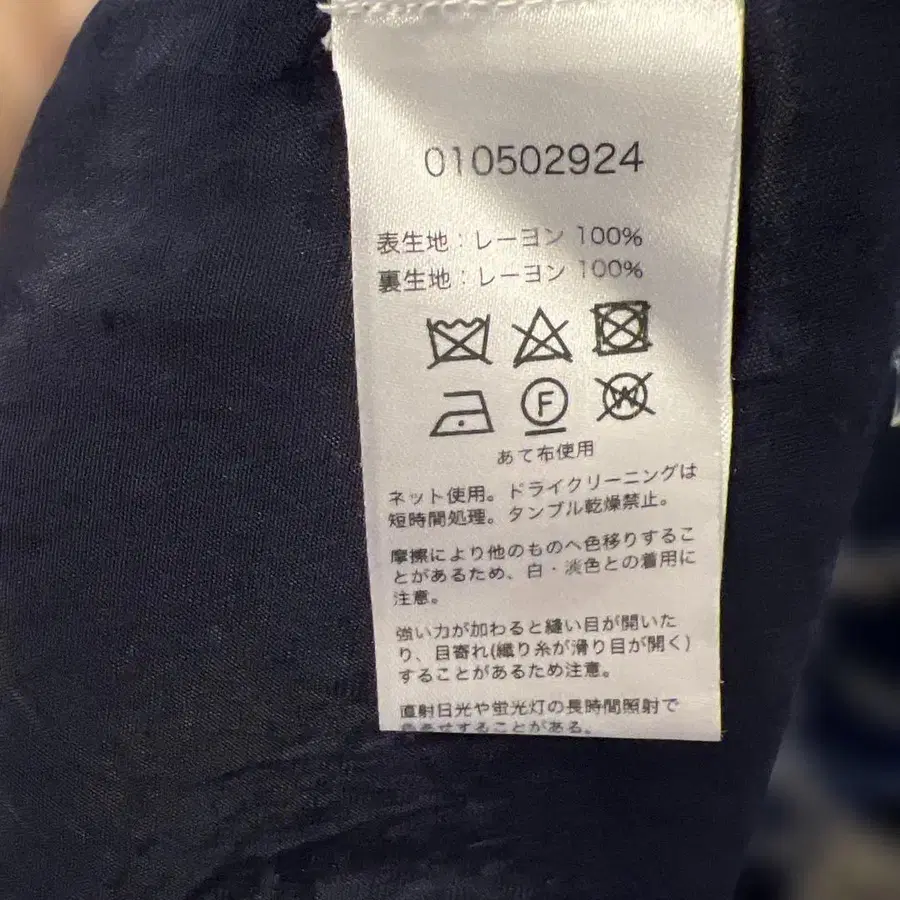 010502924
表生地：レーヨン 100%
裏生地：レーヨン 100%
F
W
あて布使用
ネット使用。ドライクリーニングは
短時間処理。タンブル乾燥禁止。
摩擦により他のものへ色移りするこ
とがあるため、白・淡色との着用に
注意。
強い力が加わると縫い目が開いた
り、目寄れ(織り糸が滑り目が開く)
することがあるため注意。
直射日光や蛍光灯の長時間照射で
色あせすることがある。